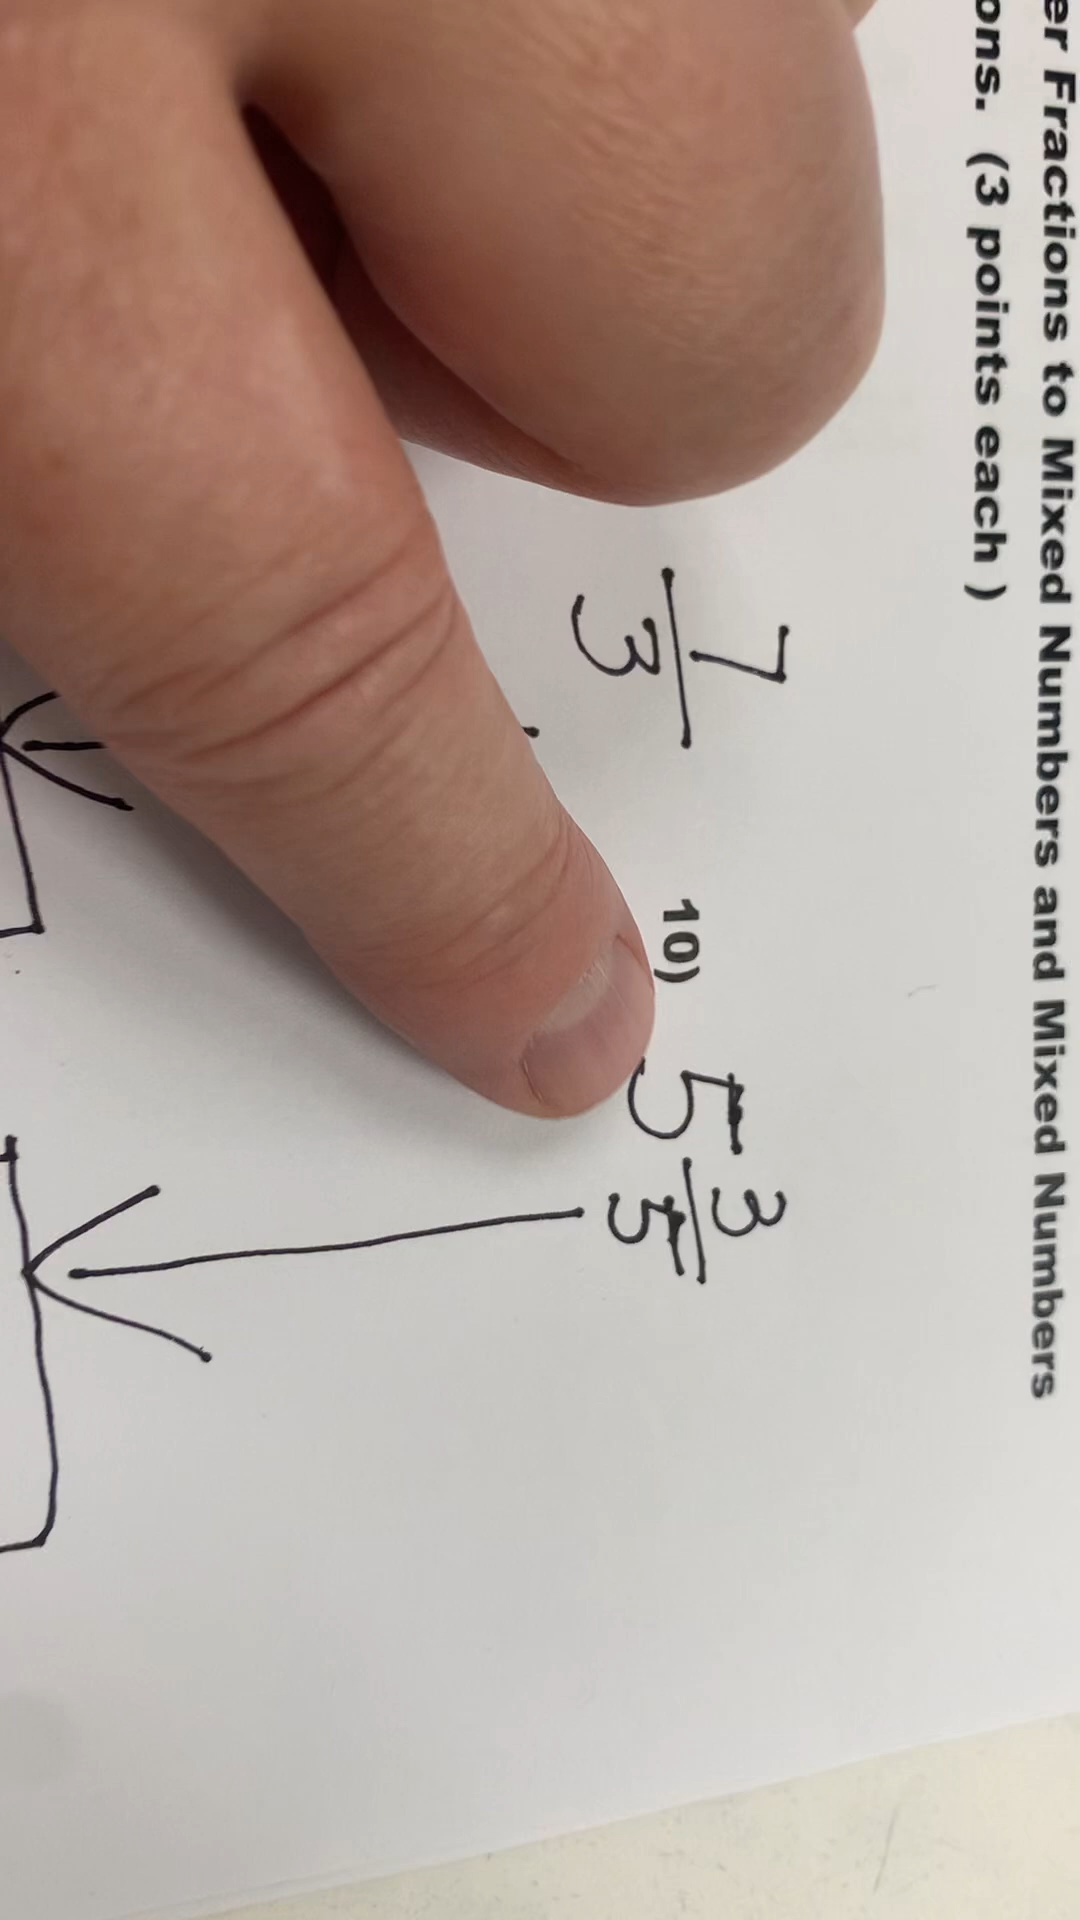 er Fractions to Mixed Numbers and Mixed Numbers
ons. (3 points each )
7/3
10) 5 3/5